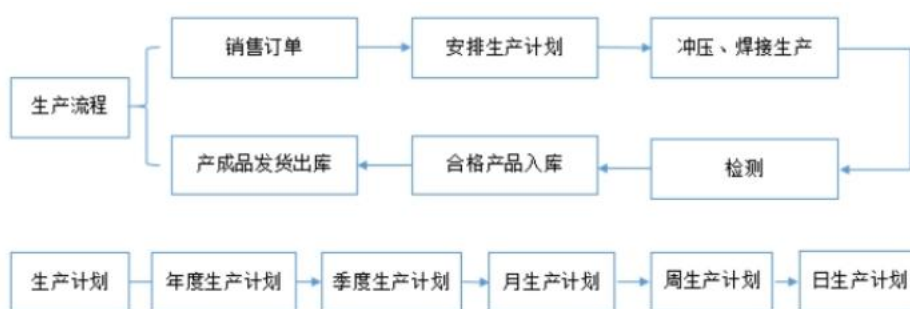 生产流程
销售订单
安排生产计划
冲压、焊接生产
检测
合格产品入库
产成品发货出库
生产计划
年度生产计划
季度生产计划
月生产计划
周生产计划
日生产计划